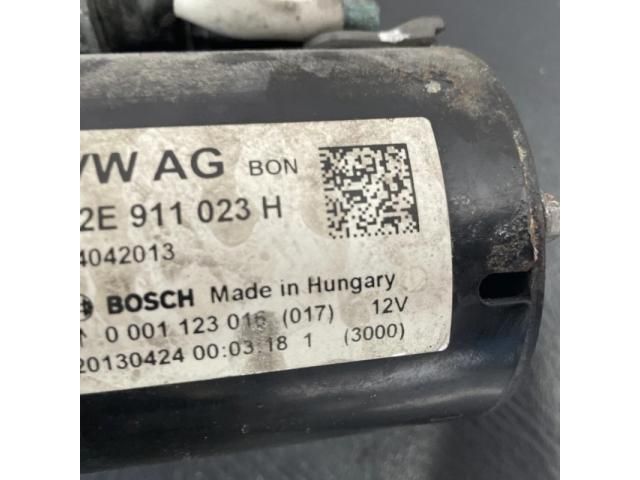 VW AG BON
2E 911 023 H
4042013
BOSCH Made in Hungary
0 001 123 016 (017) 12V
20130424 00:03 18 1 (3000)